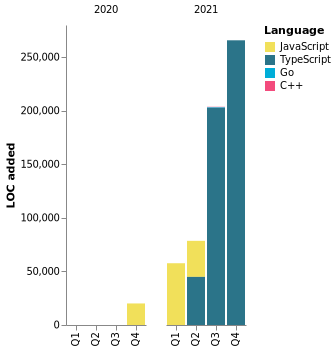 2020 2021
Language
JavaScript
TypeScript
Go
C++
LOC added
250,000
200,000
150,000
100,000
50,000
0
Q1 Q2 Q3 Q4 Q1 Q2 Q3 Q4